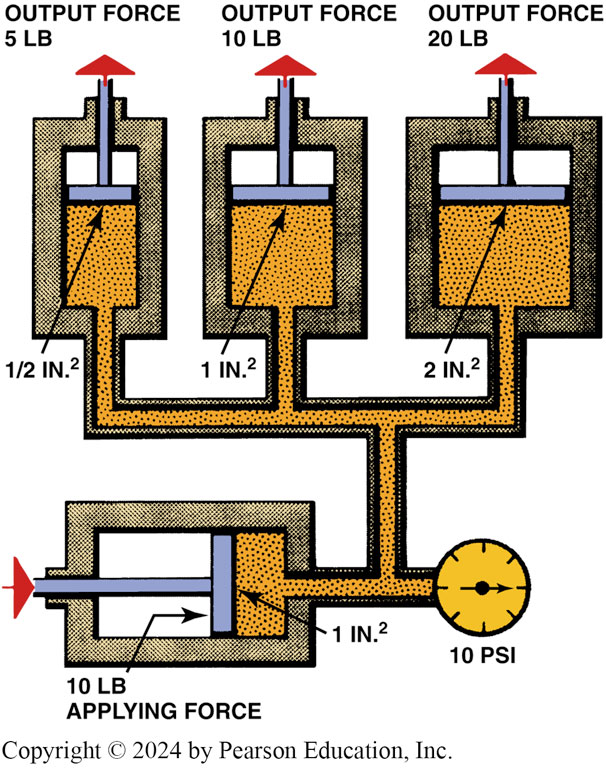 OUTPUT FORCE
5 LB
OUTPUT FORCE
10 LB
OUTPUT FORCE
20 LB
1/2 IN.²
1 IN.²
2 IN.²
1 IN.²
10 PSI
10 LB
APPLYING FORCE
Copyright © 2024 by Pearson Education, Inc.